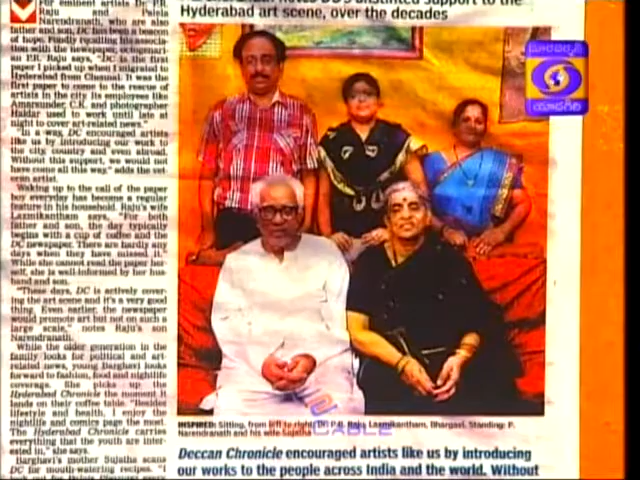 Hyderabad art scene, over the decades
For eminent artists Dr. P.R.
Raju and Palela
Narendranath, who are also
father and son, DC has been a beacon
of hope. Fondly recalling his associa-
tion with the newspaper, octogenari-
an P.R. Raju says, "DC is the first
paper I picked up when I migrated to
Hyderabad from Chennai. It was the
first paper to come to the rescue of
artists in the city. Its employees like
Amareunder, C.K. and photographer
Haldar used to work until late at
night to cover art-related news."
"In a way, DC encouraged artists
like us by introducing our work to
the city country and even abroad.
Without this support, we would not
have come all this way," adds the vet-
eran artist.
Waking up to the call of the paper
boy everyday has become a regular
feature in his household. Raju's wife
Laxmikantham says, "For both
father and son, the day typically
begins with a cup of coffee and the
DC newspaper. There are hardly any
days when they have missed it."
While she cannot read the paper her-
self, she is well-informed by her hus-
band and son.
"These days, DC is actively cover-
ing the art scene and it's a very good
thing. Even earlier, the newspaper
would promote art but not on such a
large scale," notes Raju's son
Narendranath.
While the older generation in the
family looks for political and art-
related news, young Barghavi looks
forward to fashion, food and nightlife
coverage. She picks up the
Hyderabad Chronicle the moment it
lands on their coffee table. "Besides
lifestyle and health, I enjoy the
nightlife and comics page the most.
The Hyderabad Chronicle carries
everything that the youth are inter-
ested in," she says.
Barghavi's mother Sujatha scans
DC for mouth-watering recipes. "I
దూరదర్శన్
యాదగిరి
INSPIRED: Sitting, from left to right, Dr. P.R. Raju, Laxmikantham, Bhargavi. Standing: P.
Narendranath and his wife Sujatha
CABLE
Deccan Chronicle encouraged artists like us by introducing
our works to the people across India and the world. Without